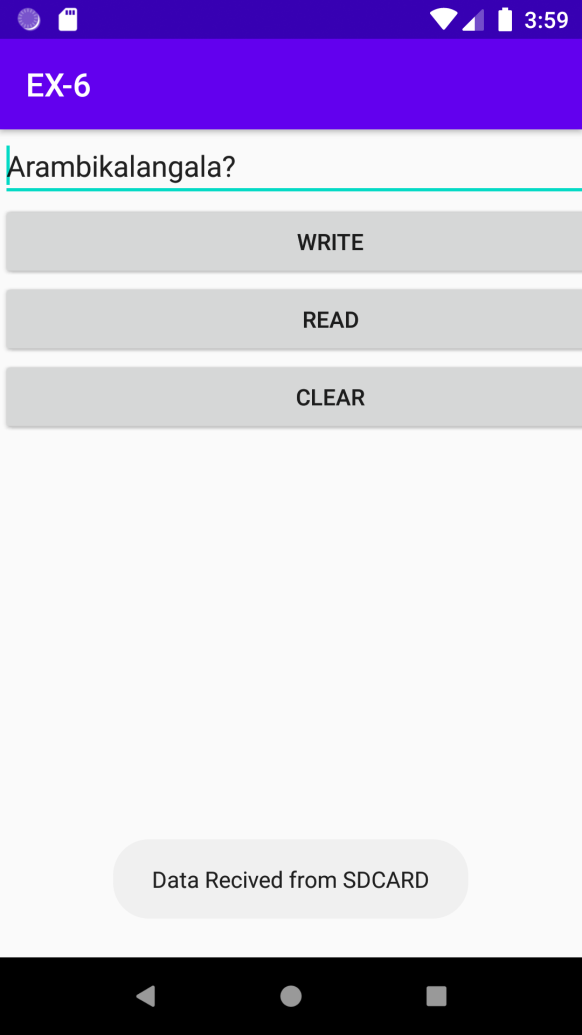 3:59
EX-6
Arambikalangala?
WRITE
READ
CLEAR
Data Recived from SDCARD